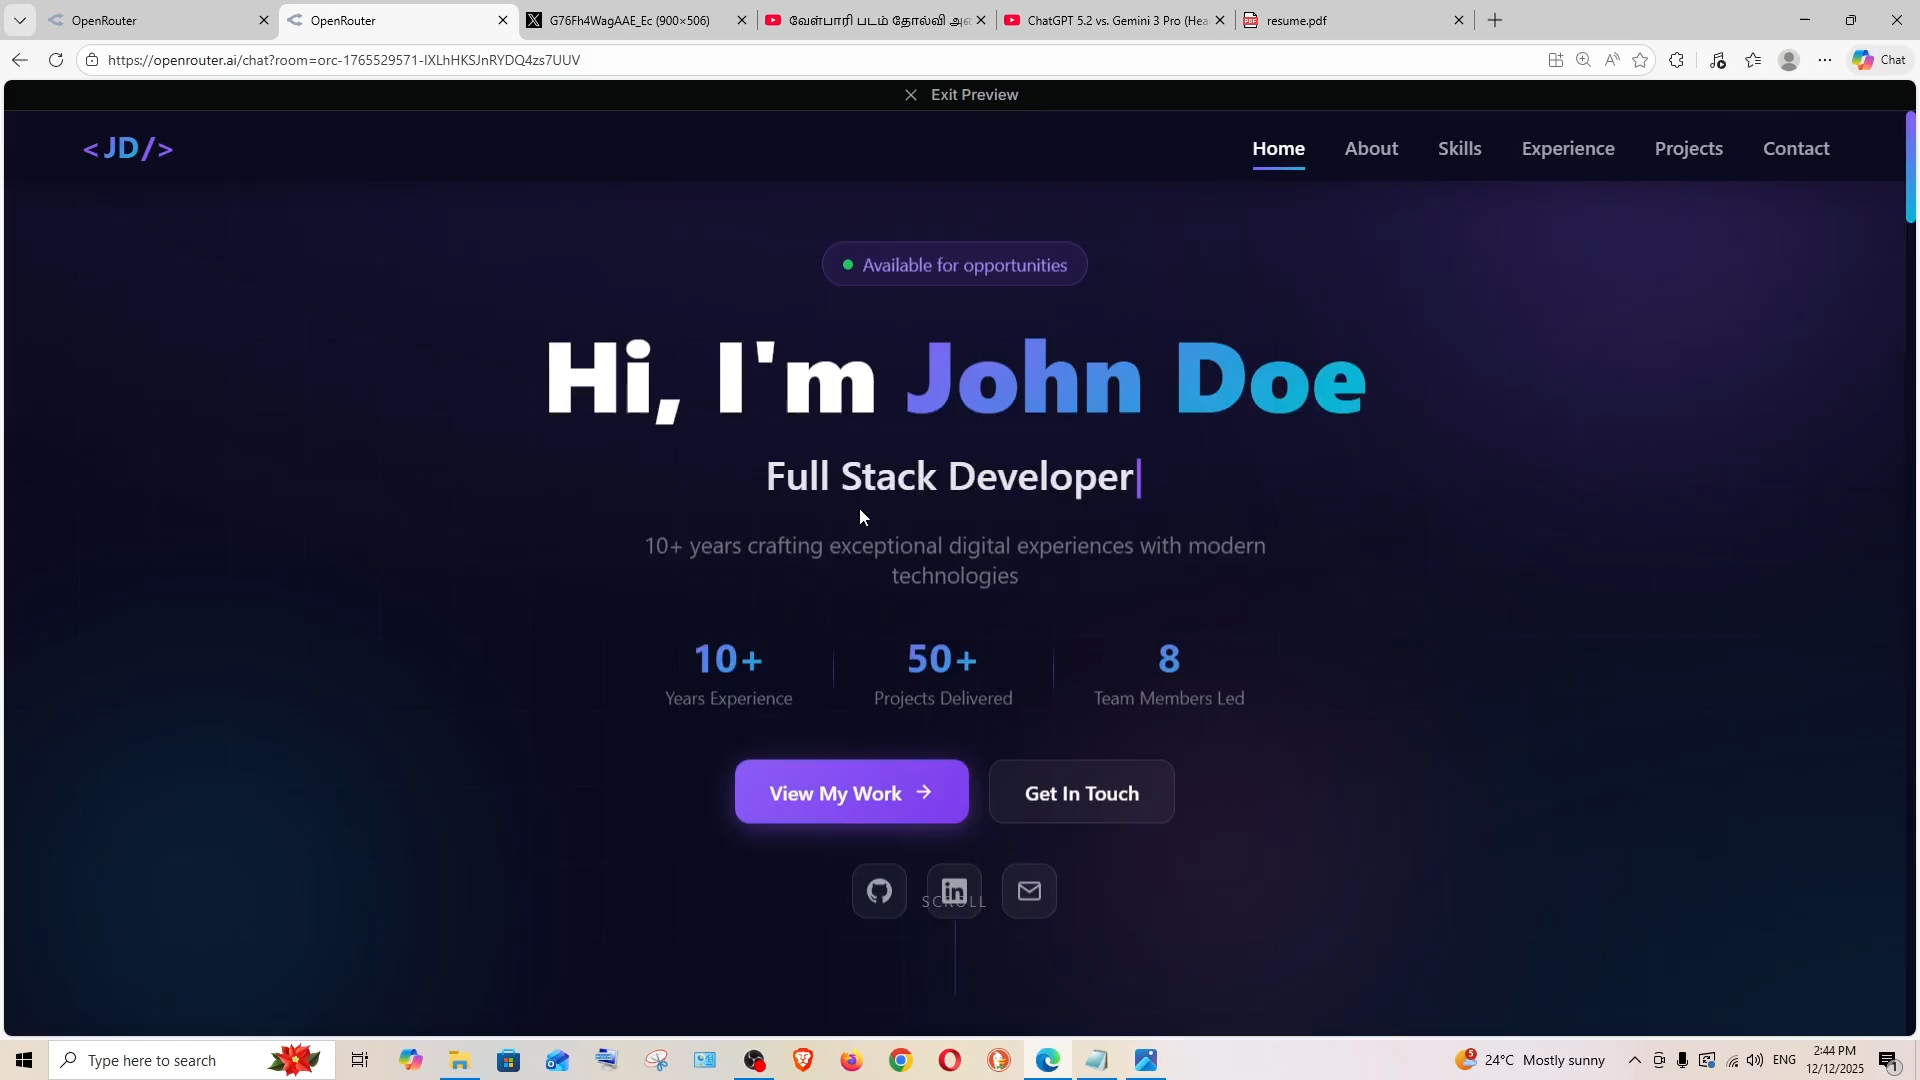 OpenRouter
OpenRouter
G76Fh4WagAAE_Ec (900×506)
வேள்பாரி படம் தோல்வி
ChatGPT 5.2 vs. Gemini 3 Pro (Hea
resume.pdf
https://openrouter.ai/chat?room=orc-1765529571-IXLhHKSJnRYDQ4zs7UUV
Chat
Exit Preview
<JD/>
Home
About
Skills
Experience
Projects
Contact
Available for opportunities
Hi, I'm John Doe
Full Stack Developer
10+ years crafting exceptional digital experiences with modern
technologies
10+
50+
8
Years Experience
Projects Delivered
Team Members Led
View My Work
Get In Touch
SCROLL
Type here to search
24°C Mostly sunny
ENG
2:44 PM
12/12/2025